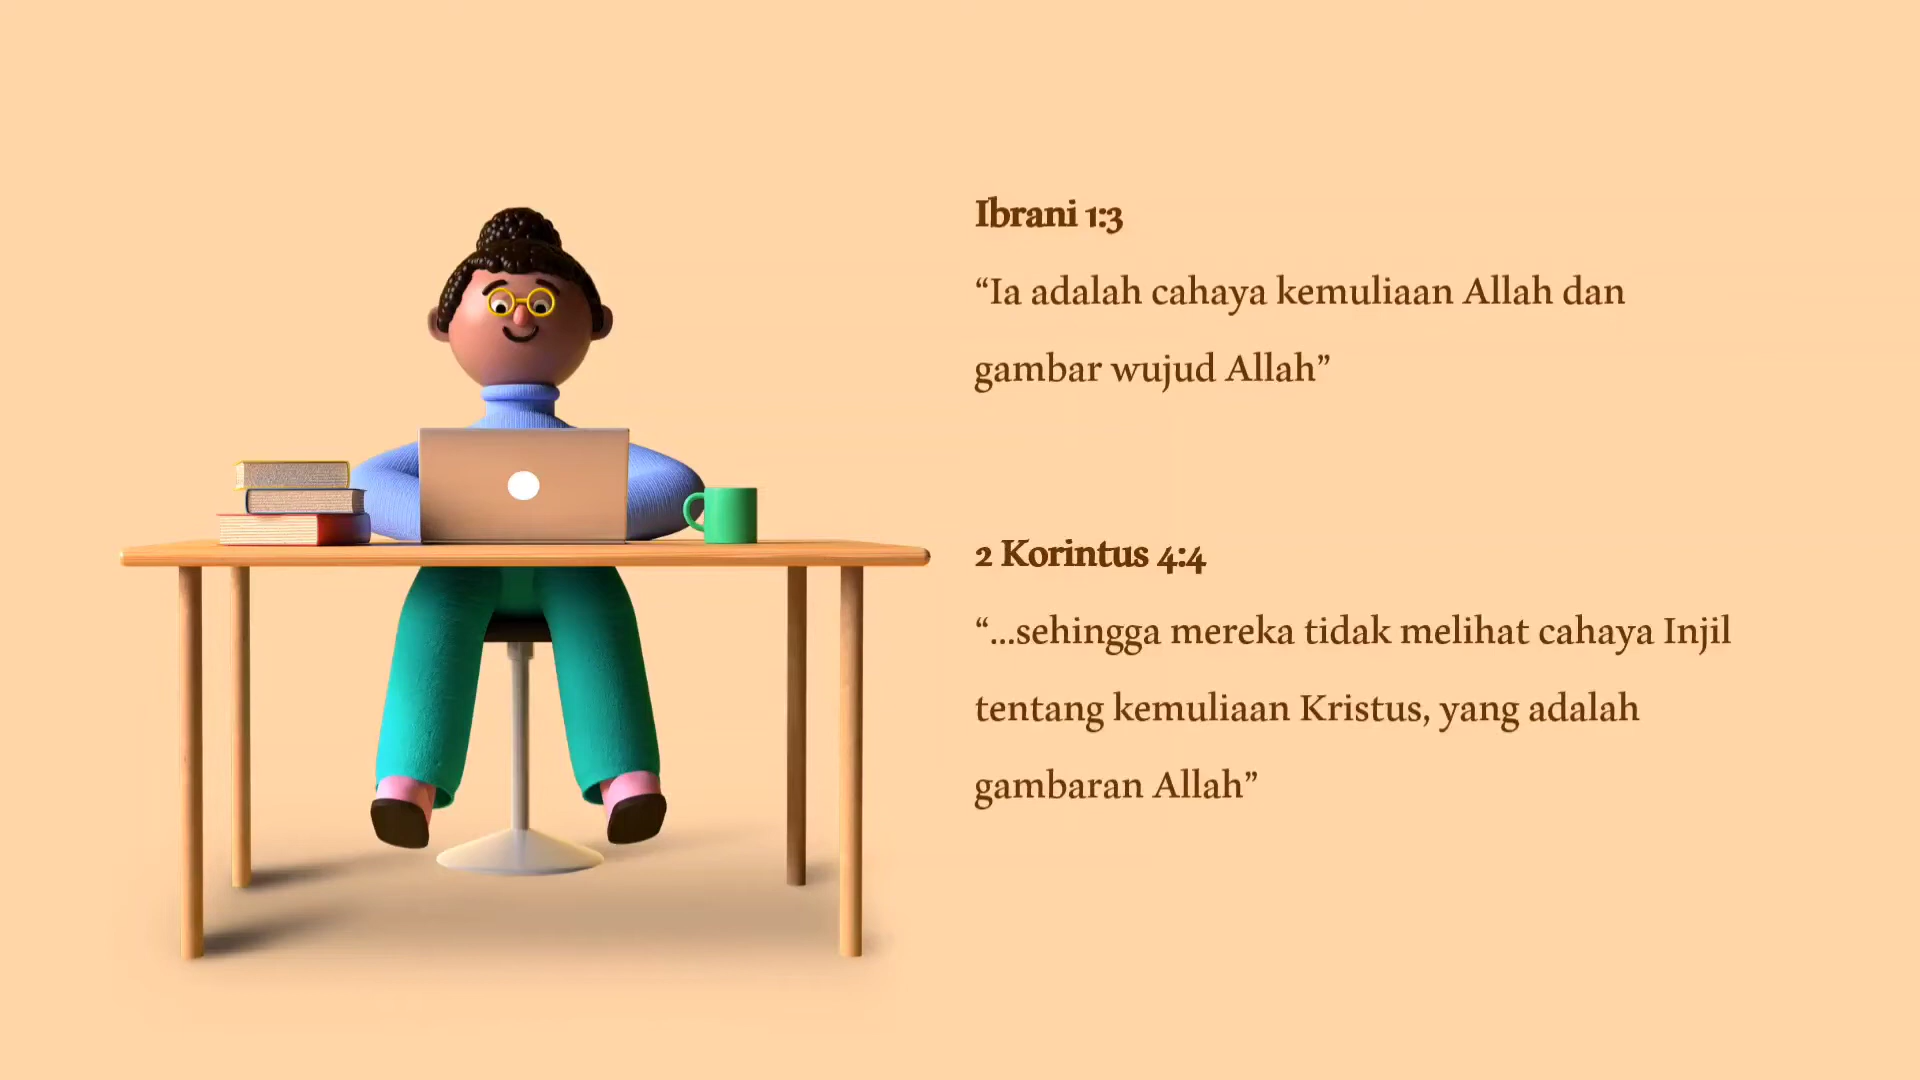 Ibrani 1:3
“Ia adalah cahaya kemuliaan Allah dan
gambar wujud Allah”
2 Korintus 4:4
“...sehingga mereka tidak melihat cahaya Injil
tentang kemuliaan Kristus, yang adalah
gambaran Allah”